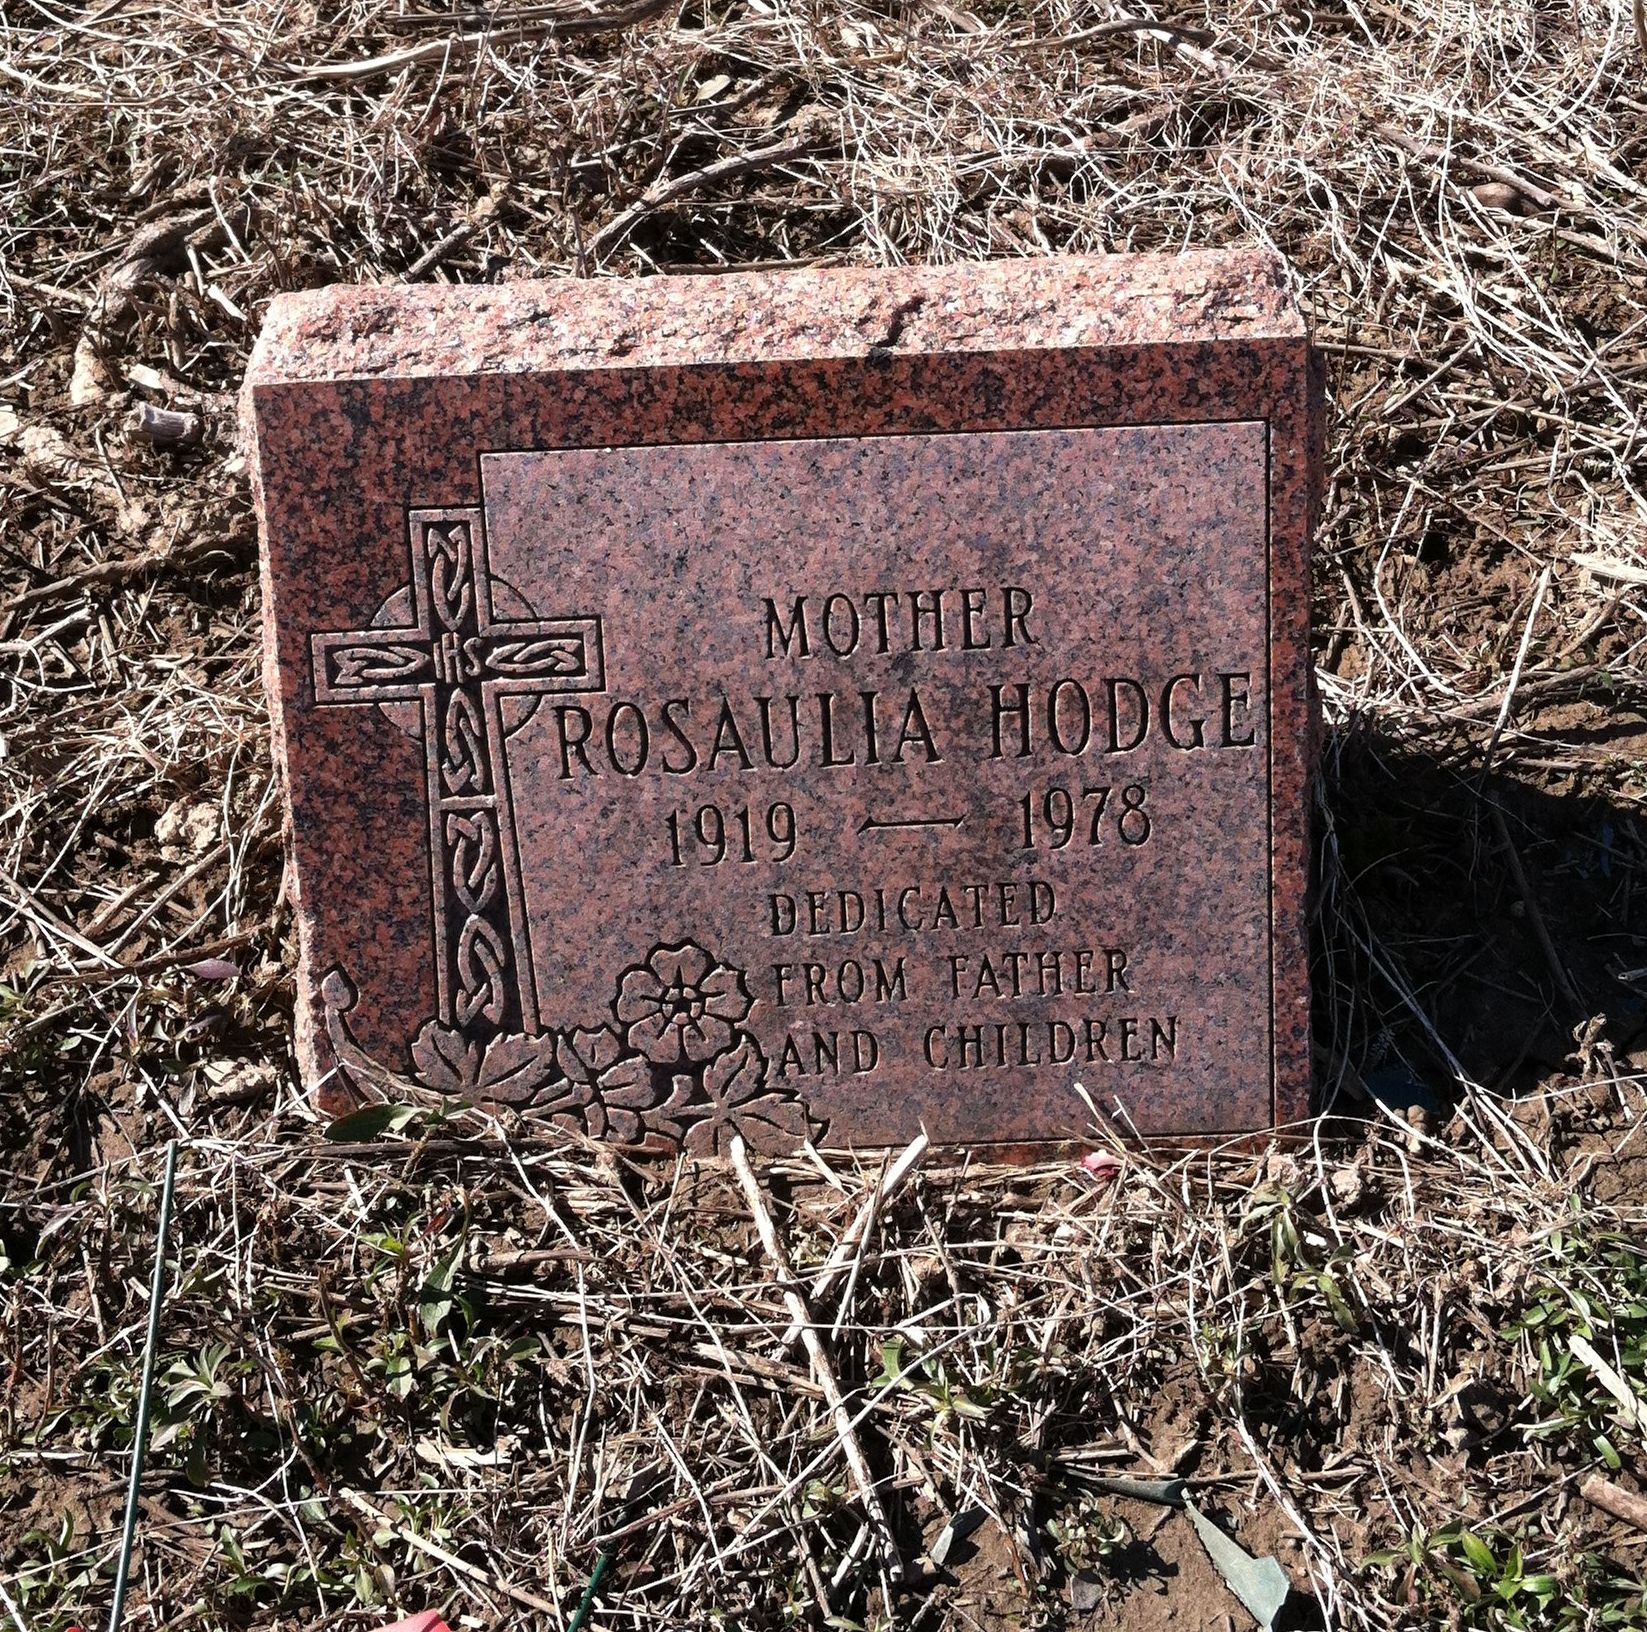 IHS
MOTHER
ROSAULIA HODGE
1919 — 1978
DEDICATED
FROM FATHER
AND CHILDREN